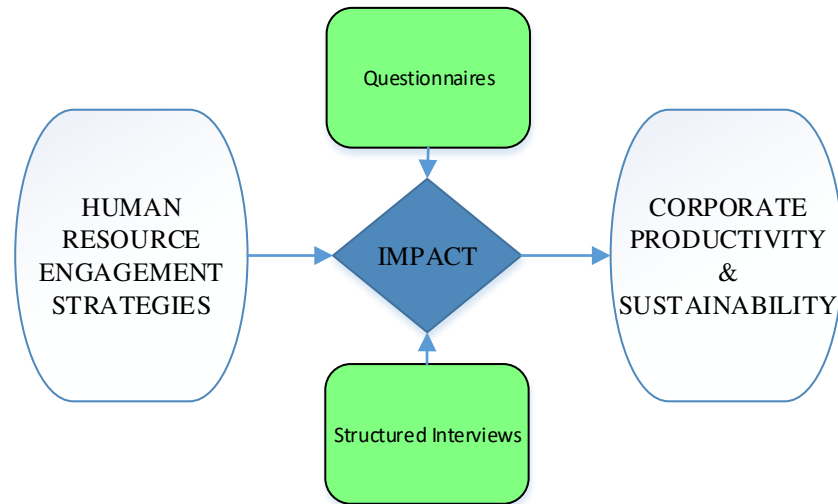 Questionnaires
HUMAN
RESOURCE
ENGAGEMENT
STRATEGIES
IMPACT
CORPORATE
PRODUCTIVITY
&
SUSTAINABILITY
Structured Interviews